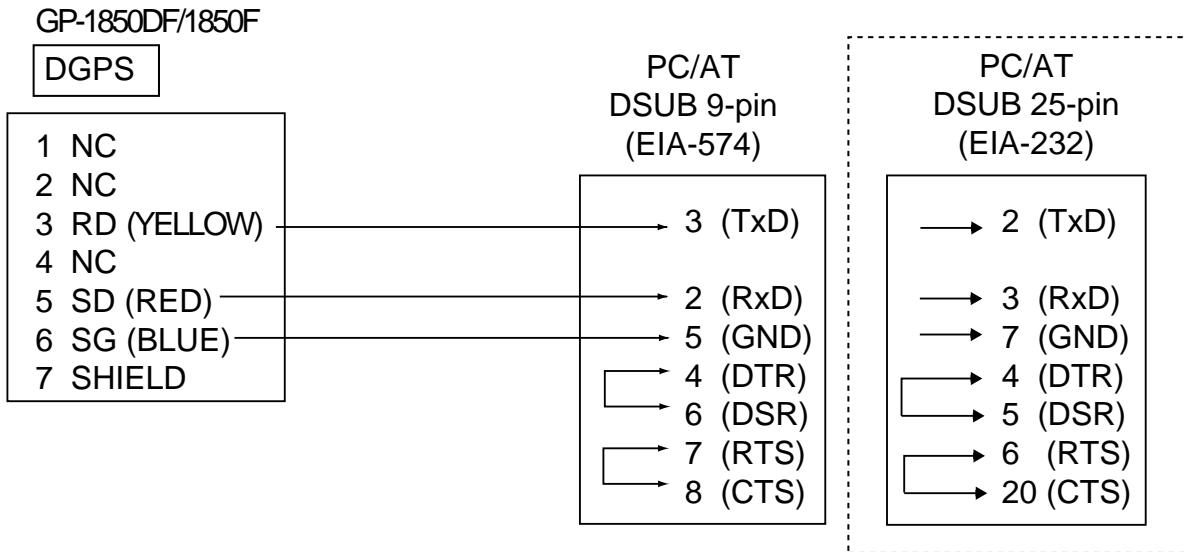 GP-1850DF/1850F
DGPS
1 NC
2 NC
3 RD (YELLOW)
4 NC
5 SD (RED)
6 SG (BLUE)
7 SHIELD
PC/AT
DSUB 9-pin
(EIA-574)
3 (TxD)
2 (RxD)
5 (GND)
4 (DTR)
6 (DSR)
7 (RTS)
8 (CTS)
PC/AT
DSUB 25-pin
(EIA-232)
2 (TxD)
3 (RxD)
7 (GND)
4 (DTR)
5 (DSR)
6 (RTS)
20 (CTS)